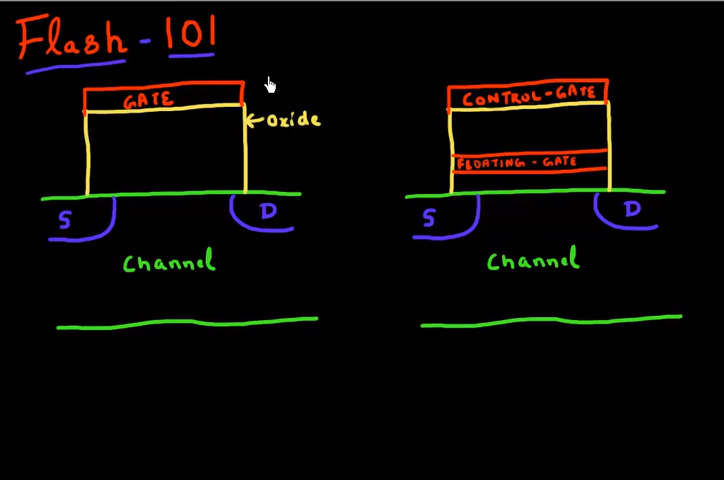 Flash - 101
GATE
oxide
S
D
Channel
CONTROL-GATE
FLOATING-GATE
S
D
Channel